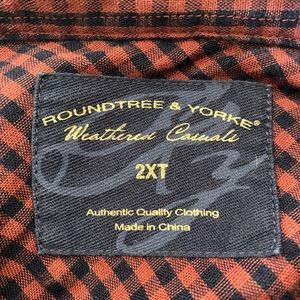 ROUNDTREE & YORKE®
Weathered Casuals
2XT
Authentic Quality Clothing
Made in China